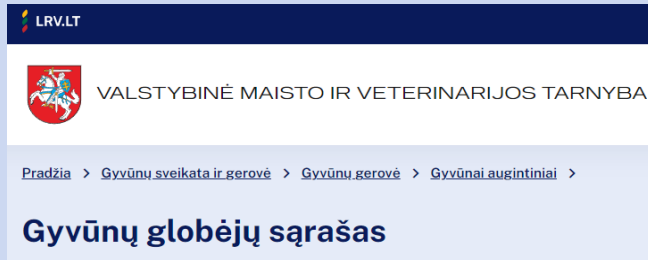 LRV.LT
VALSTYBINĖ MAISTO IR VETERINARIJOS TARNYBA
Pradžia > Gyvūnų sveikata ir gerovė > Gyvūnų gerovė > Gyvūnai augintiniai >
Gyvūnų globėjų sąrašas